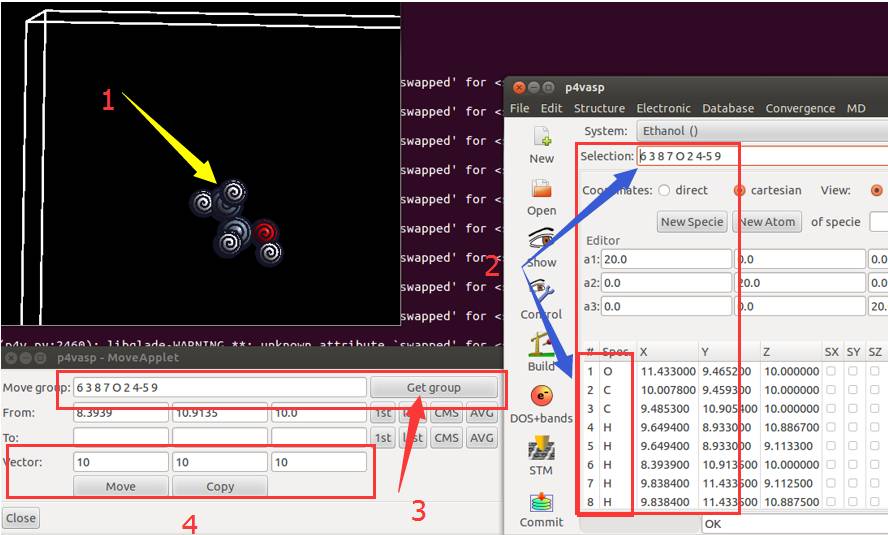 swapped' for <
swapped' for <
swapped' for <
swapped' for <
swapped' for <
swapped' for <
swapped' for <
swapped' for <
swapped' for <
1
p4vasp
File Edit Structure Electronic Database Convergence MD
System: Ethanol ()
Selection: 6 3 8 7 O 2 4-5 9
Coordinates: direct cartesian View:
New Specie New Atom of specie
Editor
a1: 20.0 0.0 0.0
a2: 0.0 20.0 0.0
a3: 0.0 0.0 20.
New
Open
Show
Control
Build
DOS+bands
STM
Commit
2
# Spec. X Y Z SX SY SZ
1 O 11.433000 9.465200 10.000000
2 C 10.007800 9.459300 10.000000
3 C 9.485300 10.905400 10.000000
4 H 9.649400 8.933000 10.886700
5 H 9.649400 8.933000 9.113300
6 H 8.393900 10.913500 10.000000
7 H 9.838400 11.433500 9.112500
8 H 9.838400 11.433500 10.887500
OK
(p4v.py:2460): libglade-WARNING **: unknown attribute `swapped' for <
p4vasp - MoveApplet
Move group: 6 3 8 7 O 2 4-5 9 Get group
From: 8.3939 10.9135 10.0 1st last CMS AVG
To: 1st last CMS AVG
Vector: 10 10 10
Move Copy
Close
3
4